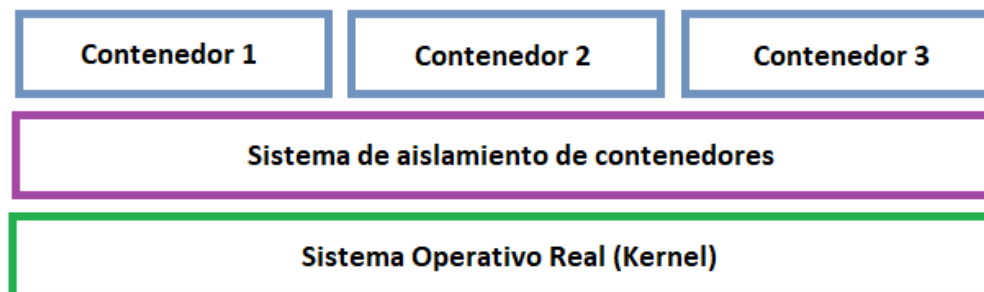 Contenedor 1
Contenedor 2
Contenedor 3
Sistema de aislamiento de contenedores
Sistema Operativo Real (Kernel)